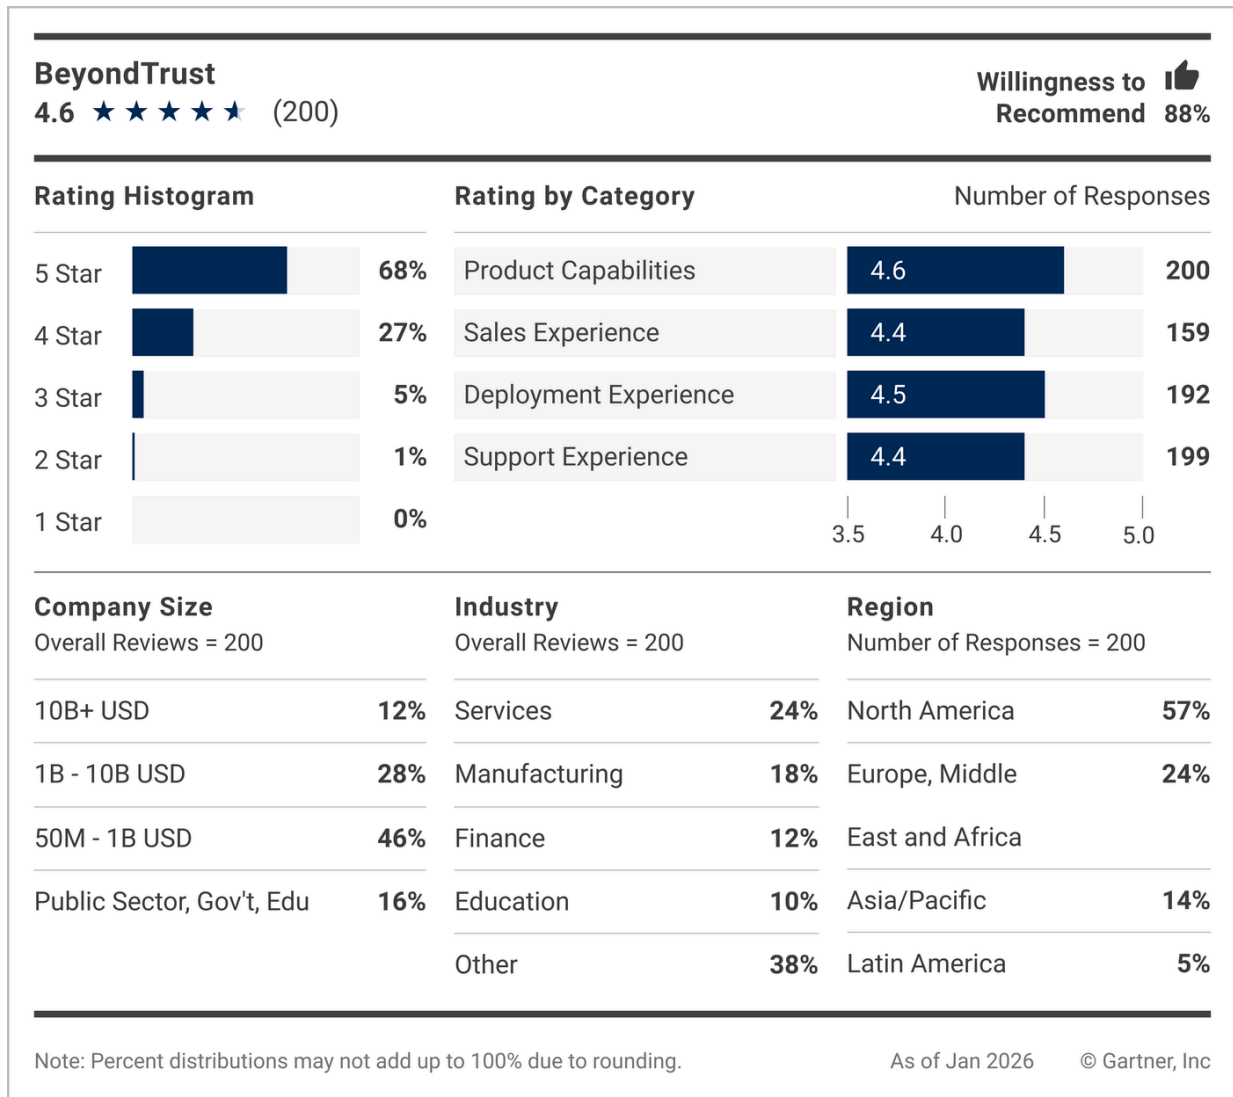 BeyondTrust
4.6 ★★★★★ (200)
Willingness to
Recommend 88%
Rating Histogram
5 Star 68%
4 Star 27%
3 Star 5%
2 Star 1%
1 Star 0%
Rating by Category Number of Responses
Product Capabilities 4.6 200
Sales Experience 4.4 159
Deployment Experience 4.5 192
Support Experience 4.4 199
3.5 4.0 4.5 5.0
Company Size
Overall Reviews = 200
10B+ USD 12%
1B - 10B USD 28%
50M - 1B USD 46%
Public Sector, Gov't, Edu 16%
Industry
Overall Reviews = 200
Services 24%
Manufacturing 18%
Finance 12%
Education 10%
Other 38%
Region
Number of Responses = 200
North America 57%
Europe, Middle 24%
East and Africa
Asia/Pacific 14%
Latin America 5%
Note: Percent distributions may not add up to 100% due to rounding.
As of Jan 2026 © Gartner, Inc